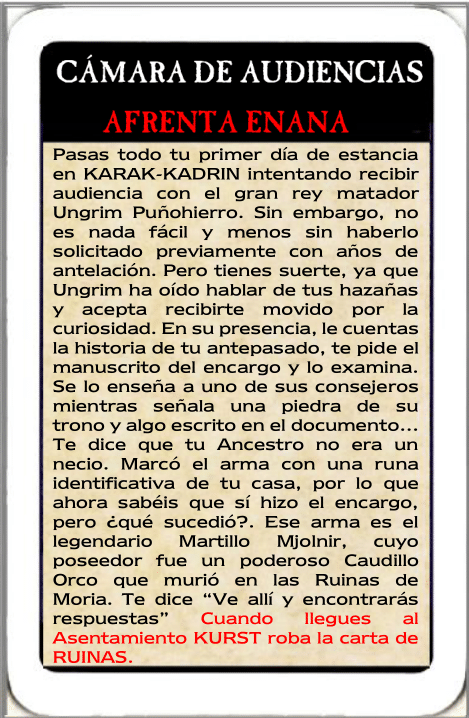 CÁMARA DE AUDIENCIAS
AFRENTA ENANA
Pasas todo tu primer día de estancia
en KARAK-KADRIN intentando recibir
audiencia con el gran rey matador
Ungrim Puñohierro. Sin embargo, no
es nada fácil y menos sin haberlo
solicitado previamente con años de
antelación. Pero tienes suerte, ya que
Ungrim ha oído hablar de tus hazañas
y acepta recibirte movido por la
curiosidad. En su presencia, le cuentas
la historia de tu antepasado, te pide el
manuscrito del encargo y lo examina.
Se lo enseña a uno de sus consejeros
mientras señala una piedra de su
trono y algo escrito en el documento...
Te dice que tu Ancestro no era un
necio. Marcó el arma con una runa
identificativa de tu casa, por lo que
ahora sabéis que sí hizo el encargo,
pero ¿qué sucedió?. Ese arma es el
legendario Martillo Mjolnir, cuyo
poseedor fue un poderoso Caudillo
Orco que murió en las Ruinas de
Moria. Te dice “Ve allí y encontrarás
respuestas” Cuando llegues al
Asentamiento KURST roba la carta de
RUINAS.